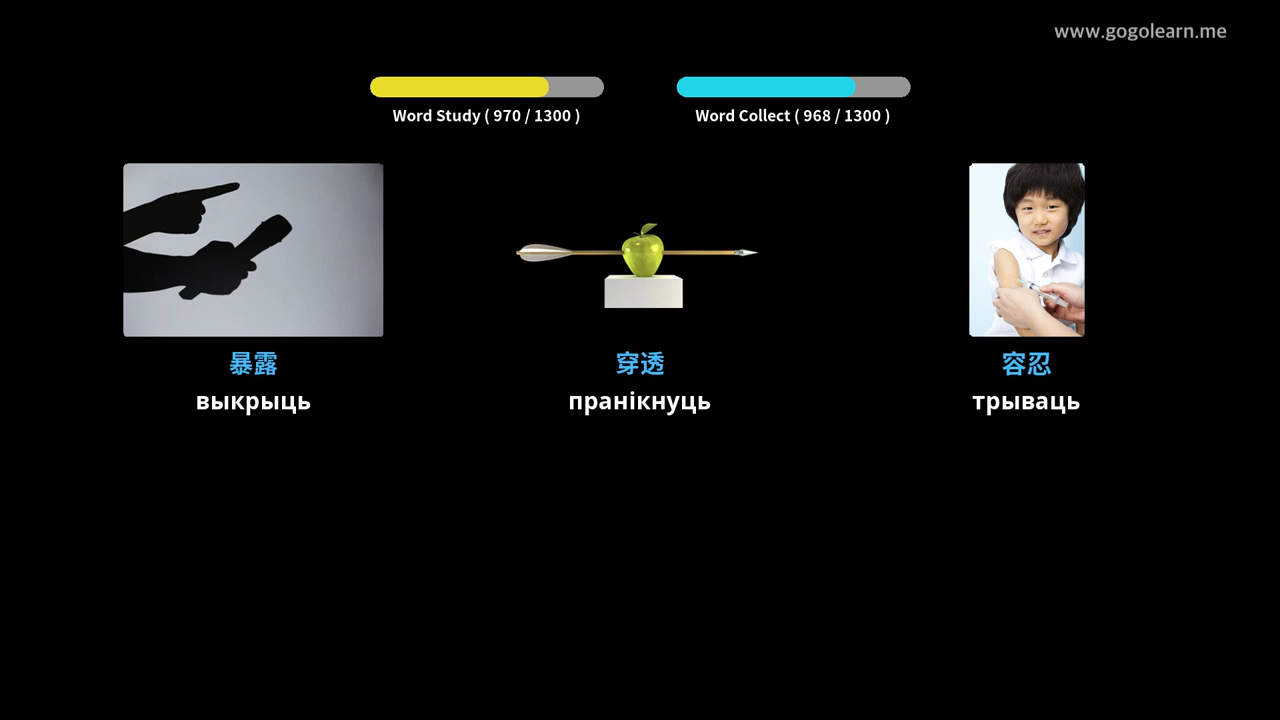 www.gogolearn.me
Word Study ( 970 / 1300 )
Word Collect ( 968 / 1300 )
暴露
穿透
容忍
выкрыць
пранікнуць
трываць